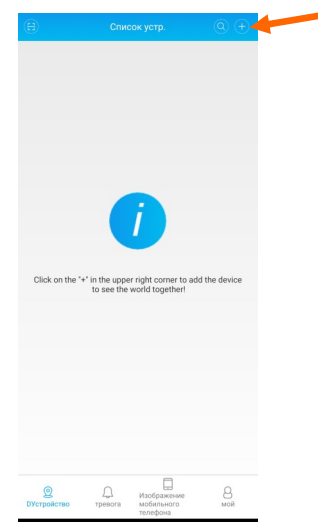 Список устр.
Click on the "+" in the upper right corner to add the device
to see the world together!
DУстройство
тревога
Изображение
мобильного
телефона
мой